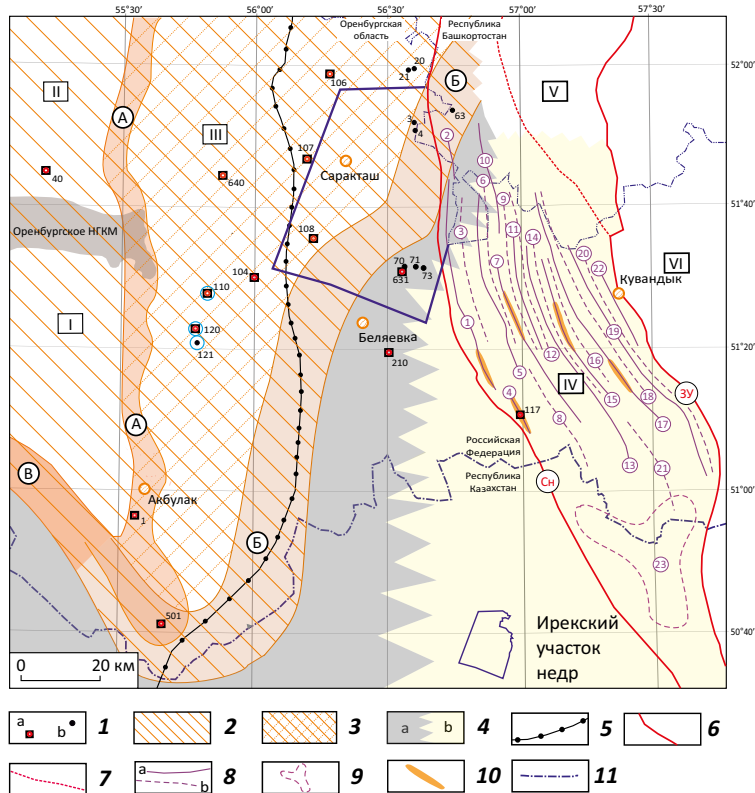 55°30'
56°00'
56°30'
57°00'
57°30'
Оренбургская
область
Республика
Башкортостан
52°00'
51°40'
51°20'
51°00'
50°40'
II
А
III
106
21
20
3
4
63
Б
V
40
640
107
Саракташ
2
10
6
9
3
11
14
7
Оренбургское НГКМ
108
104
110
70
71
73
631
20
22
VI
Кувандык
I
120
121
Беляевка
210
1
19
12
16
5
IV
4
117
15
18
17
ЗУ
8
13
21
А
В
Акбулак
1
Российская
Федерация
Республика
Казахстан
Сн
Б
23
501
0
20 км
Ирекский
участок
недр
a
b
1
2
3
a
b
4
5
6
7
a
b
8
9
10
11